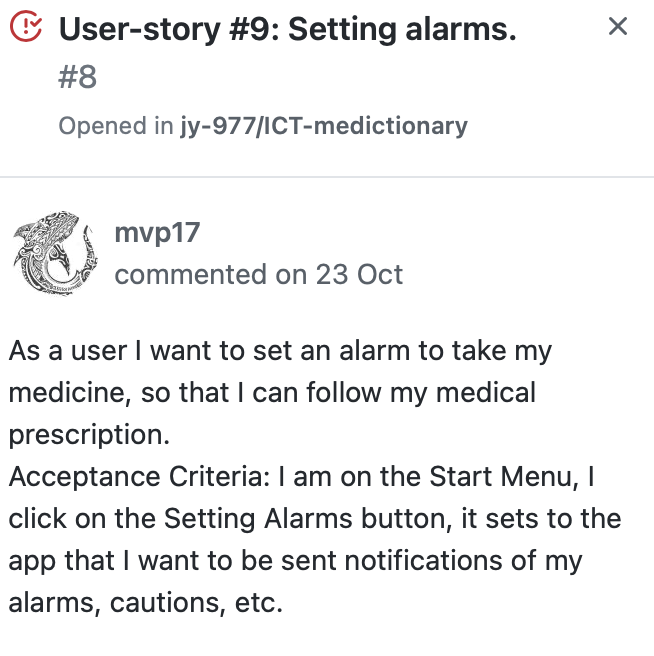 User-story #9: Setting alarms.
#8
Opened in jy-977/ICT-medictionary
mvp17
commented on 23 Oct
As a user I want to set an alarm to take my
medicine, so that I can follow my medical
prescription.
Acceptance Criteria: I am on the Start Menu, I
click on the Setting Alarms button, it sets to the
app that I want to be sent notifications of my
alarms, cautions, etc.